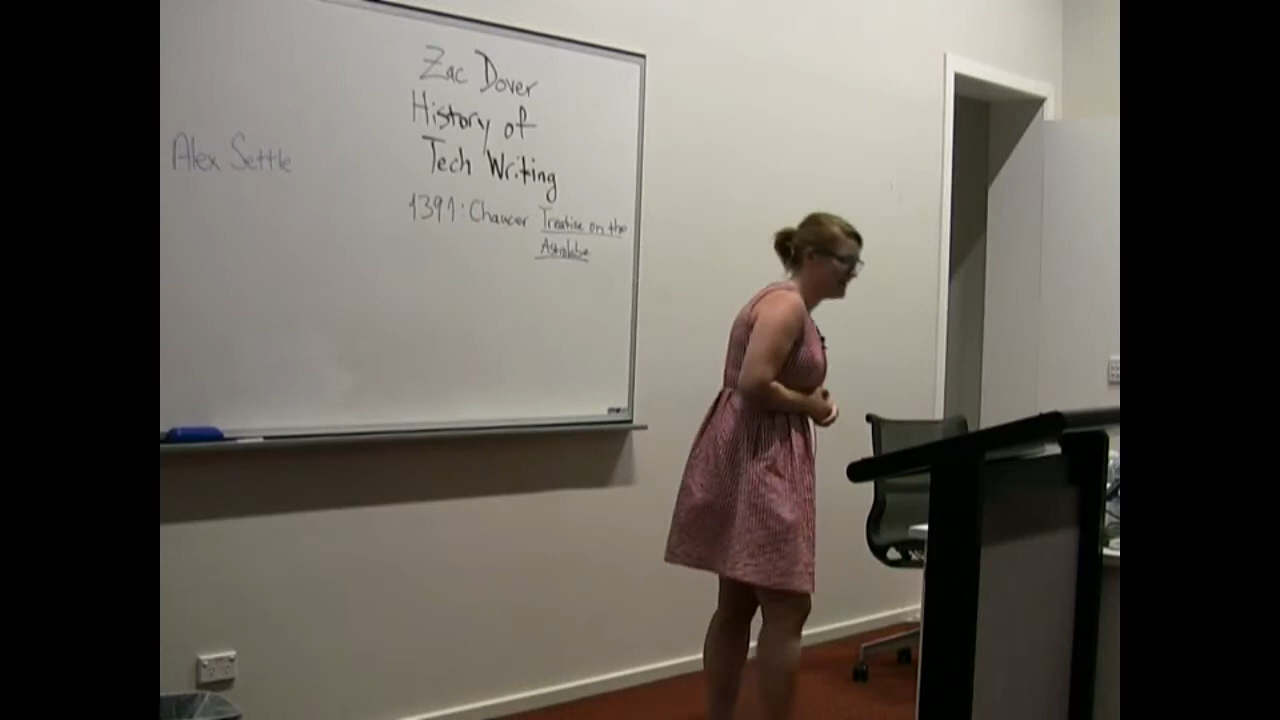 Zac Dover
History of
Tech Writing
Alex Settle
1391: Chaucer Treatise on the
Astrolabe